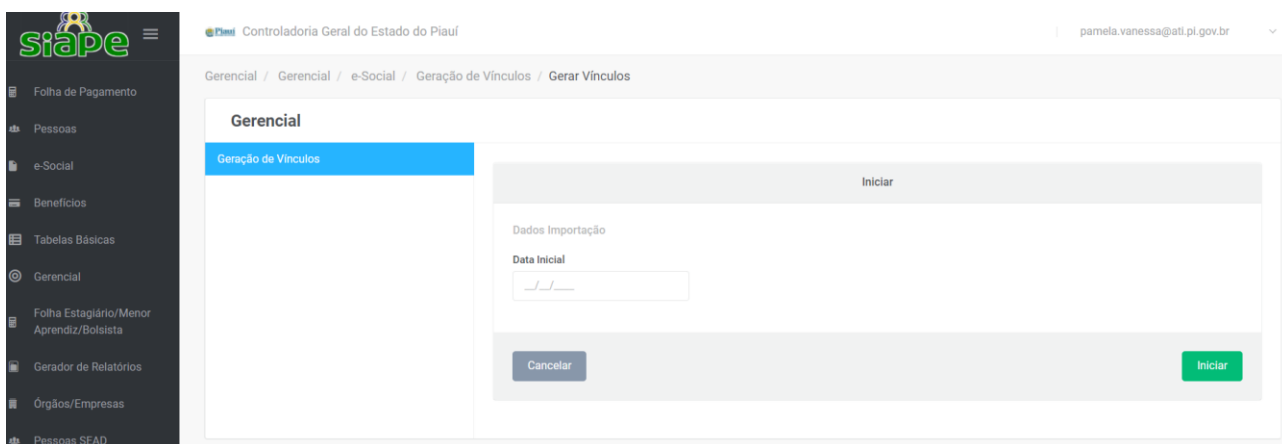 siape
Piauí Controladoria Geral do Estado do Piauí
pamela.vanessa@ati.pi.gov.br
Gerencial / Gerencial / e-Social / Geração de Vínculos / Gerar Vínculos
Folha de Pagamento
Pessoas
e-Social
Benefícios
Tabelas Básicas
Gerencial
Folha Estagiário/Menor
Aprendiz/Bolsista
Gerador de Relatórios
Órgãos/Empresas
Pessoas SEAD
Gerencial
Geração de Vínculos
Iniciar
Dados Importação
Data Inicial
__/__/____
Cancelar
Iniciar